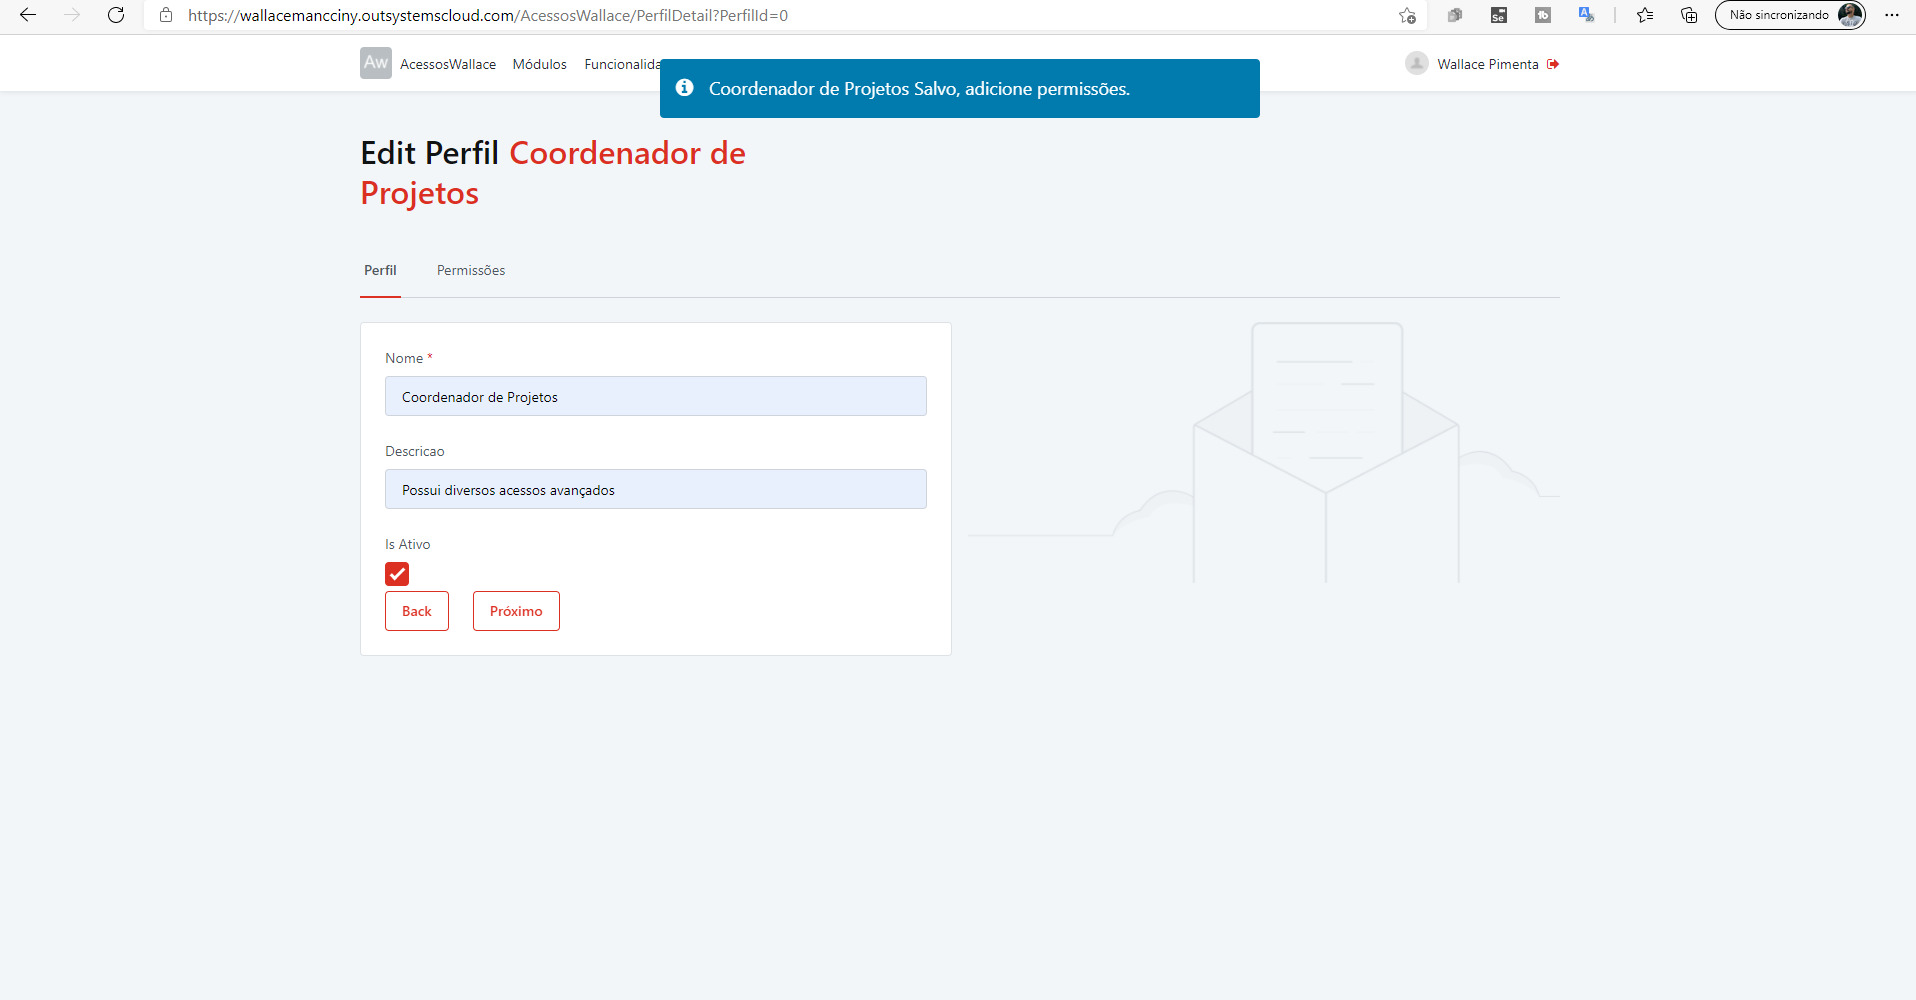 https://wallacemancciny.outsystemscloud.com/AcessosWallace/PerfilDetail?PerfilId=0
Se
tb
A
Não sincronizando
Aw
AcessosWallace
Módulos
Funcionalida
Coordenador de Projetos Salvo, adicione permissões.
Wallace Pimenta
Edit Perfil Coordenador de
Projetos
Perfil
Permissões
Nome *
Coordenador de Projetos
Descricao
Possui diversos acessos avançados
Is Ativo
Back
Próximo